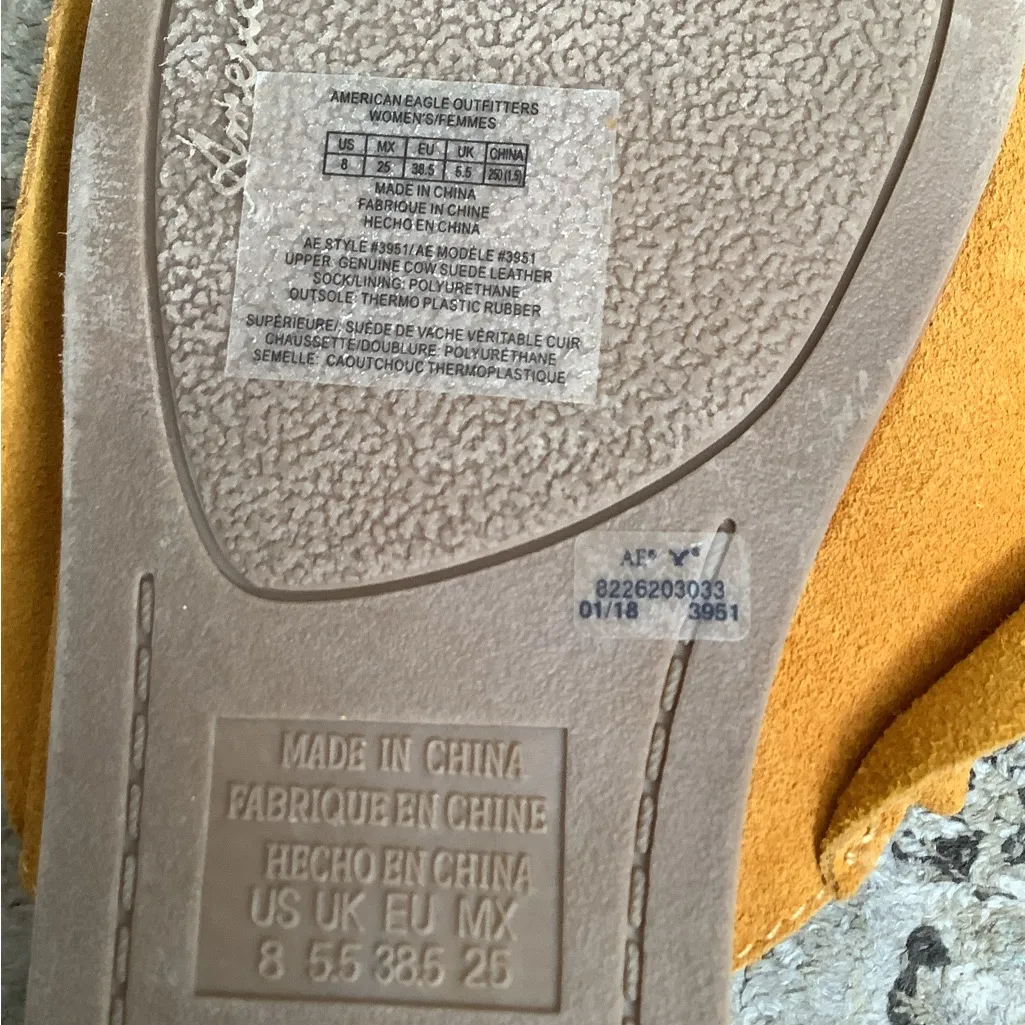 Ameri
AMERICAN EAGLE OUTFITTERS
WOMEN'S/FEMMES
US MX EU UK CHINA
8 25 38.5 5.5 250(1.5)
MADE IN CHINA
FABRIQUE IN CHINE
HECHO EN CHINA
AE STYLE #3951/ AE MODÈLE #3951
UPPER: GENUINE COW SUEDE LEATHER
SOCK/LINING: POLYURETHANE
OUTSOLE: THERMO PLASTIC RUBBER
SUPÉRIEURE/: SUÈDE DE VACHE VÉRITABLE CUIR
CHAUSSETTE/DOUBLURE: POLYURÉTHANE
SEMELLE: CAOUTCHOUC THERMOPLASTIQUE
AE®
8226203033
01/18 3951
MADE IN CHINA
FABRIQUE EN CHINE
HECHO EN CHINA
US UK EU MX
8 5.5 38.5 25